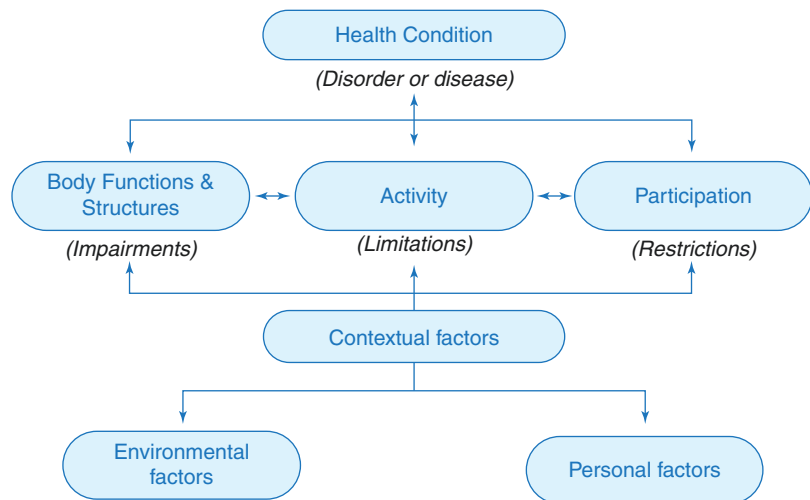 Health Condition
(Disorder or disease)
Body Functions &
Structures
(Impairments)
Activity
(Limitations)
Participation
(Restrictions)
Contextual factors
Environmental
factors
Personal factors